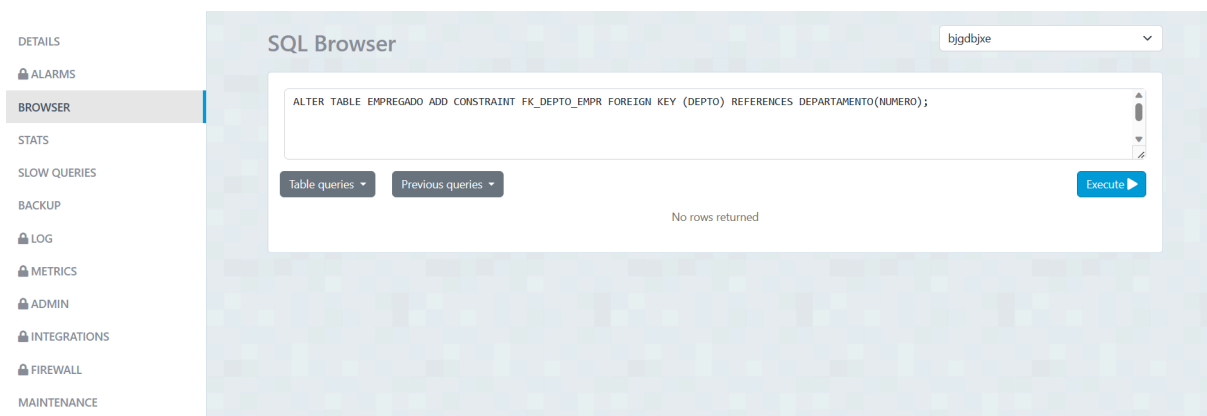 DETAILS
ALARMS
BROWSER
STATS
SLOW QUERIES
BACKUP
LOG
METRICS
ADMIN
INTEGRATIONS
FIREWALL
MAINTENANCE
SQL Browser
bjgdbjxe
ALTER TABLE EMPREGADO ADD CONSTRAINT FK_DEPTO_EMPR FOREIGN KEY (DEPTO) REFERENCES DEPARTAMENTO(NUMERO);
Table queries
Previous queries
Execute
No rows returned